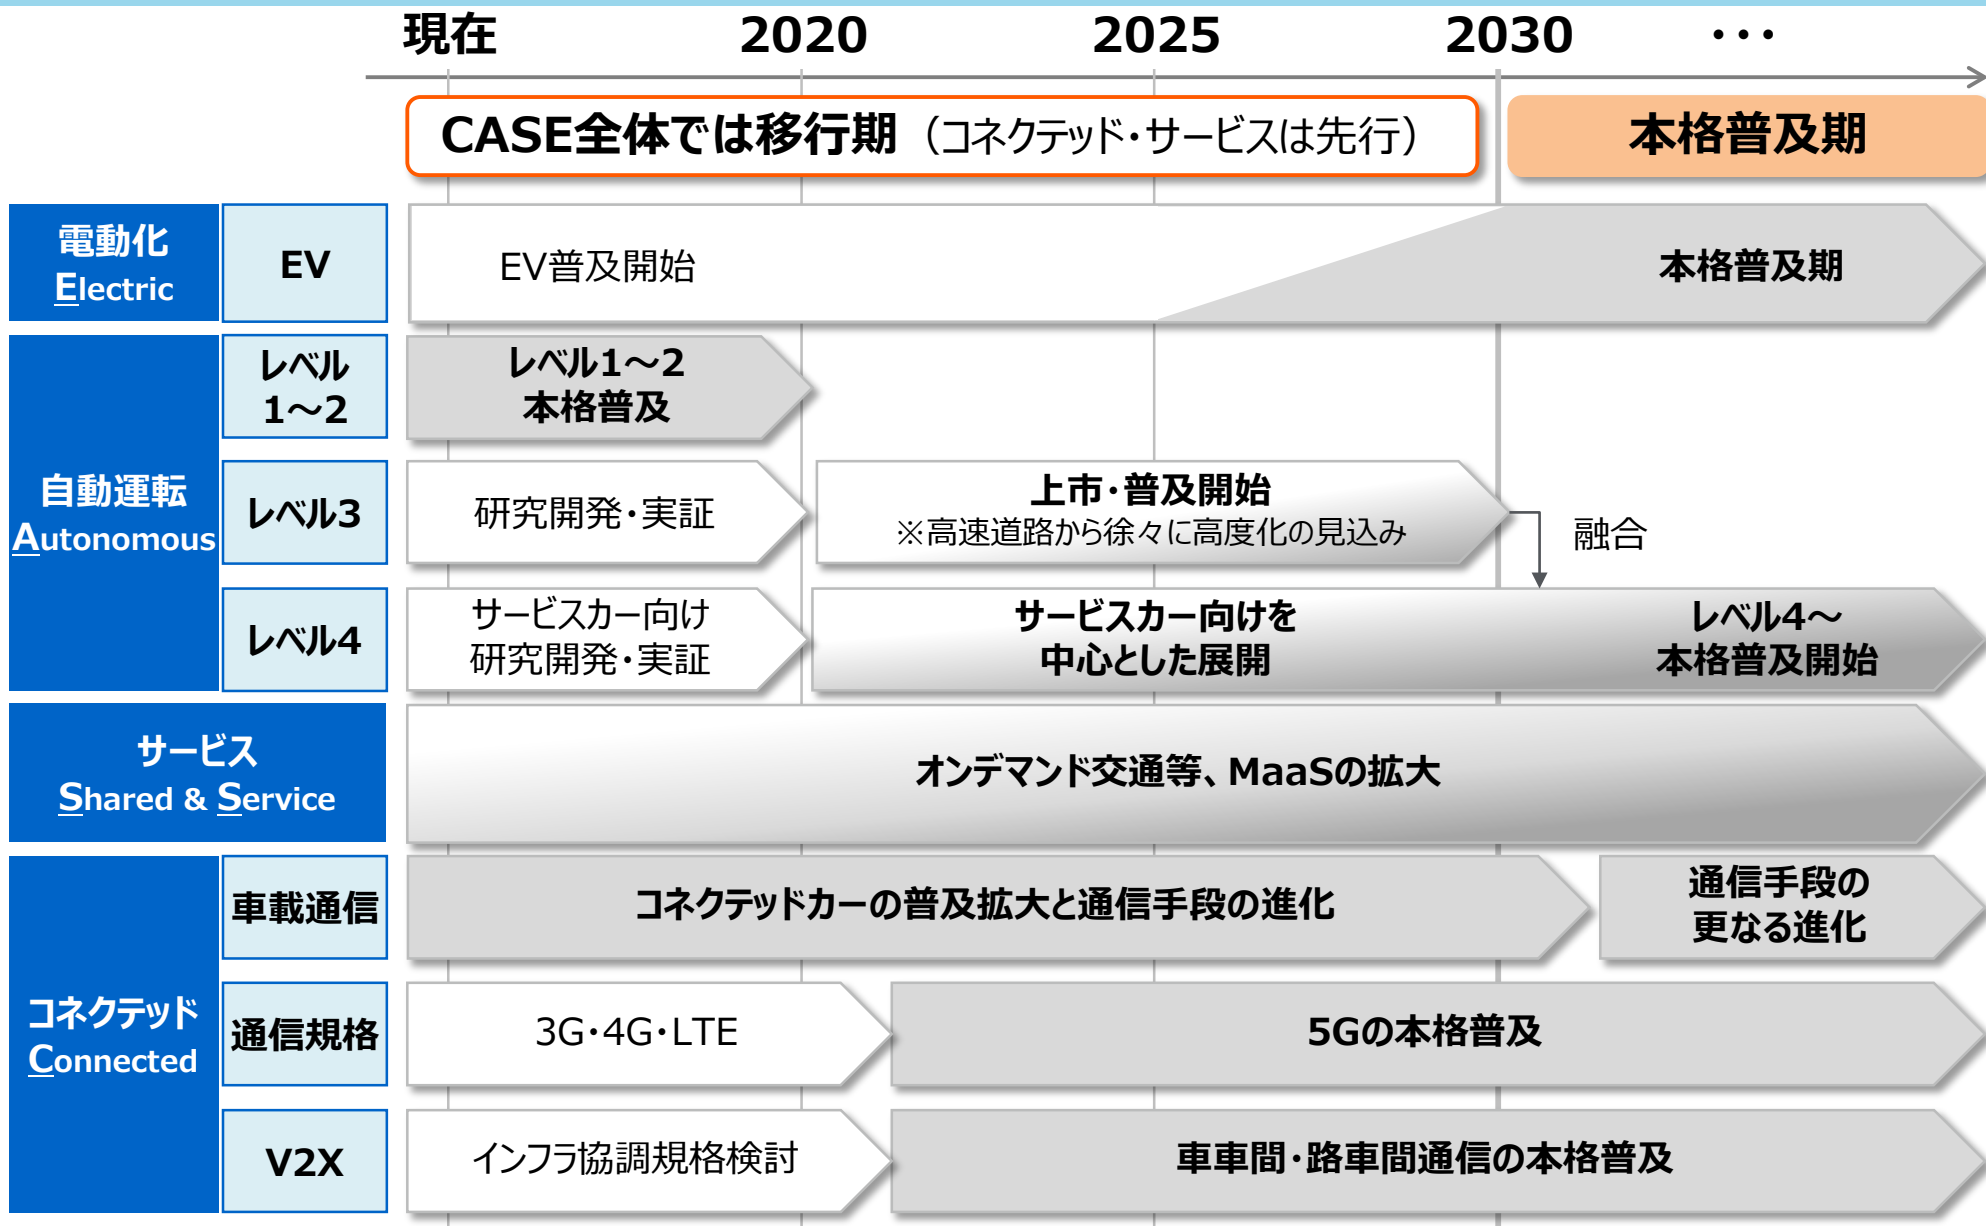 現在 2020 2025 2030 ・・・
CASE全体では移行期（コネクテッド・サービスは先行）
本格普及期
電動化
Electric
EV
EV普及開始
本格普及期
自動運転
Autonomous
レベル
1～2
レベル1～2
本格普及
レベル3
研究開発・実証
上市・普及開始
※高速道路から徐々に高度化の見込み
融合
レベル4
サービスカー向け
研究開発・実証
サービスカー向けを
中心とした展開
レベル4～
本格普及開始
サービス
Shared & Service
オンデマンド交通等、MaaSの拡大
コネクテッド
Connected
車載通信
コネクテッドカーの普及拡大と通信手段の進化
通信手段の
更なる進化
通信規格
3G・4G・LTE
5Gの本格普及
V2X
インフラ協調規格検討
車車間・路車間通信の本格普及